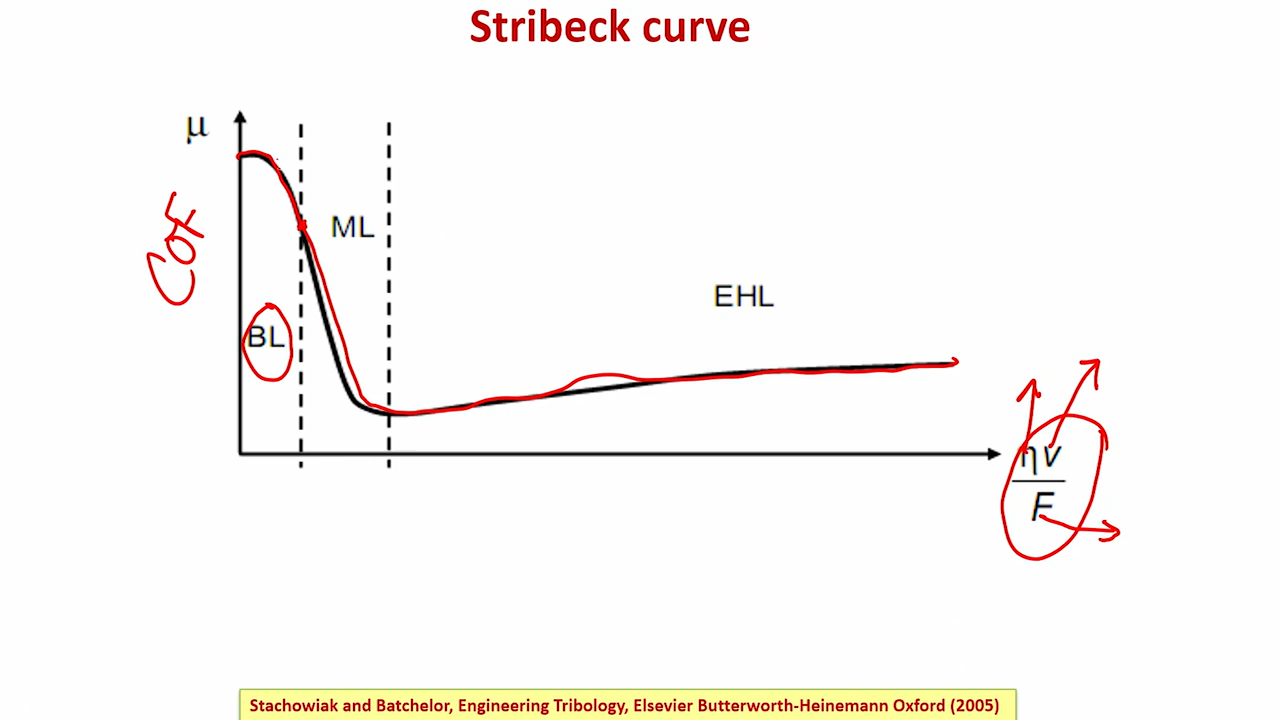 Stribeck curve
μ
COF
ML
EHL
BL
ηv
F
Stachowiak and Batchelor, Engineering Tribology, Elsevier Butterworth-Heinemann Oxford (2005)